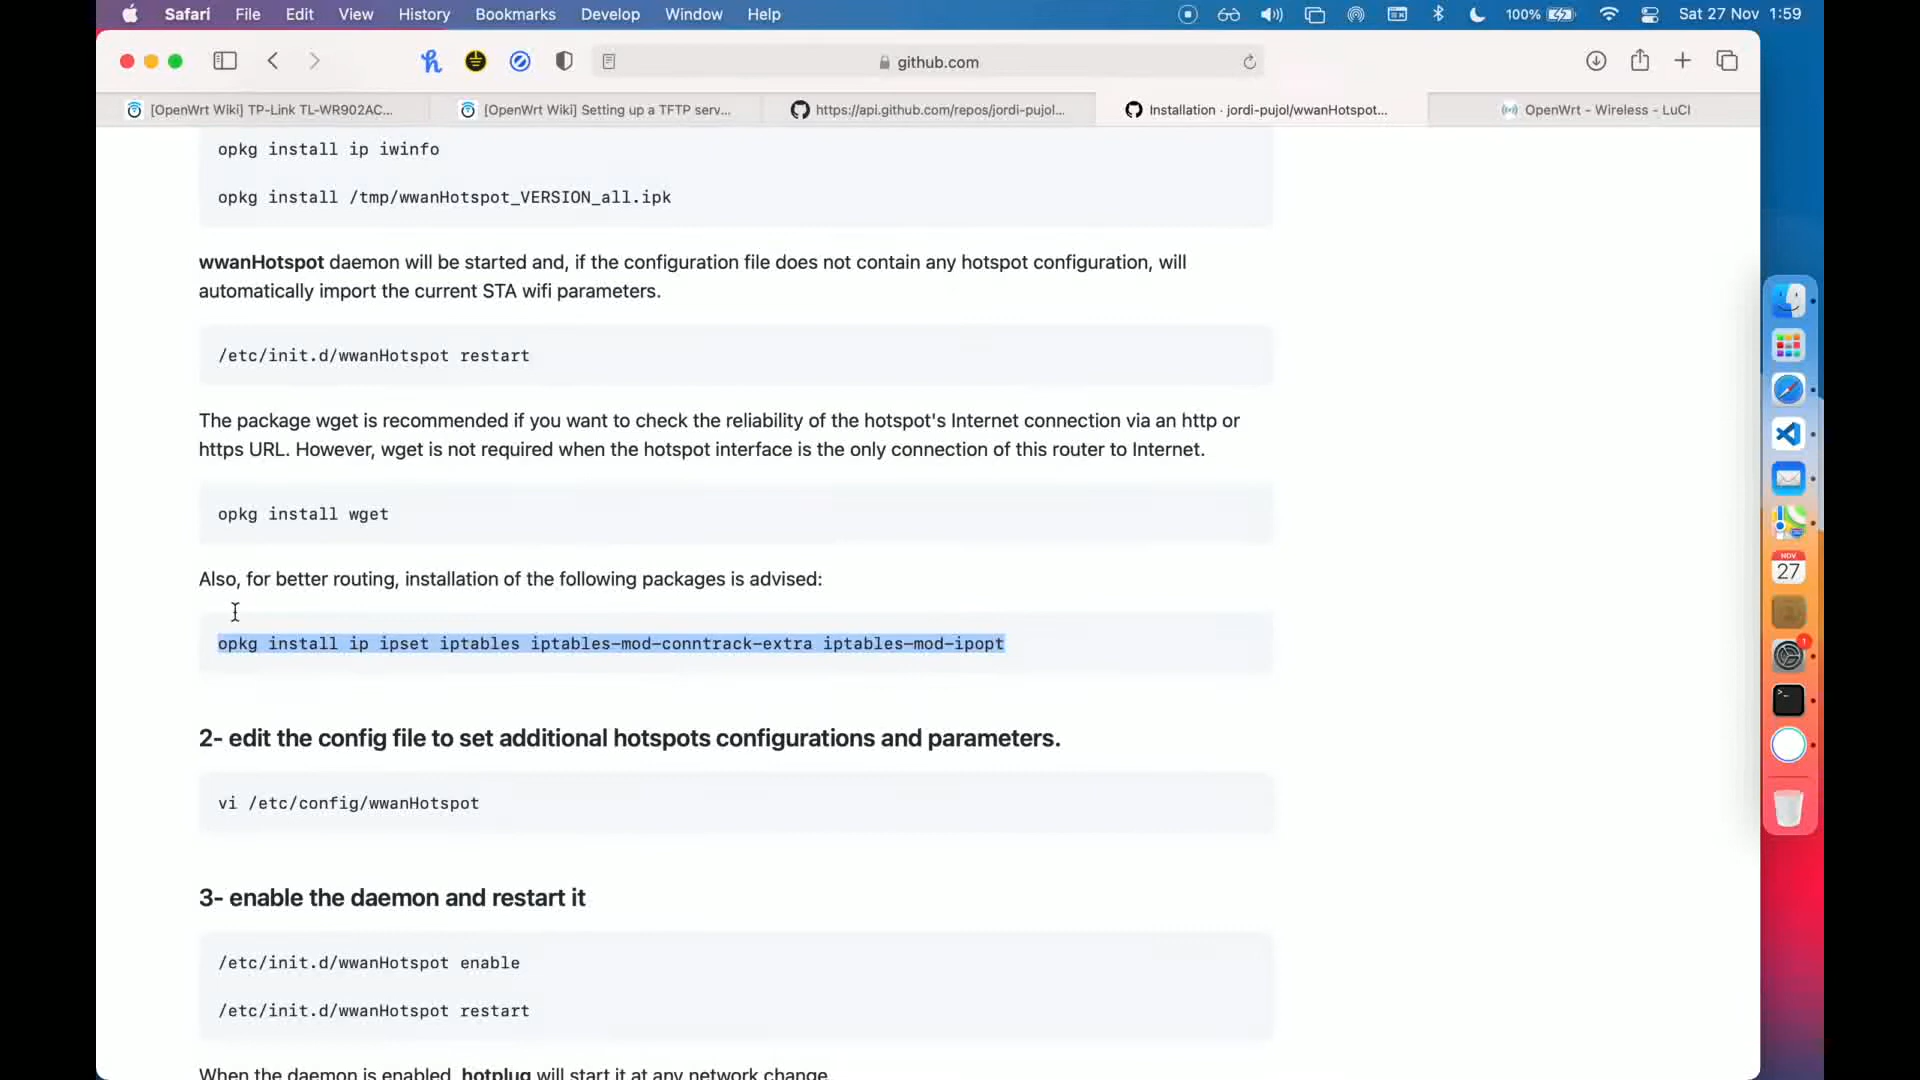 Safari File Edit View History Bookmarks Develop Window Help 100% Sat 27 Nov 1:59
github.com
[OpenWrt Wiki] TP-Link TL-WR902AC...
[OpenWrt Wiki] Setting up a TFTP serv...
https://api.github.com/repos/jordi-pujol...
Installation · jordi-pujol/wwanHotspot...
OpenWrt - Wireless - LuCI
opkg install ip iwinfo
opkg install /tmp/wwanHotspot_VERSION_all.ipk
wwanHotspot daemon will be started and, if the configuration file does not contain any hotspot configuration, will
automatically import the current STA wifi parameters.
/etc/init.d/wwanHotspot restart
The package wget is recommended if you want to check the reliability of the hotspot's Internet connection via an http or
https URL. However, wget is not required when the hotspot interface is the only connection of this router to Internet.
opkg install wget
Also, for better routing, installation of the following packages is advised:
opkg install ip ipset iptables iptables-mod-conntrack-extra iptables-mod-ipopt
2- edit the config file to set additional hotspots configurations and parameters.
vi /etc/config/wwanHotspot
3- enable the daemon and restart it
/etc/init.d/wwanHotspot enable
/etc/init.d/wwanHotspot restart
When the daemon is enabled, hotplug will start it at any network change.
NOV
27
1